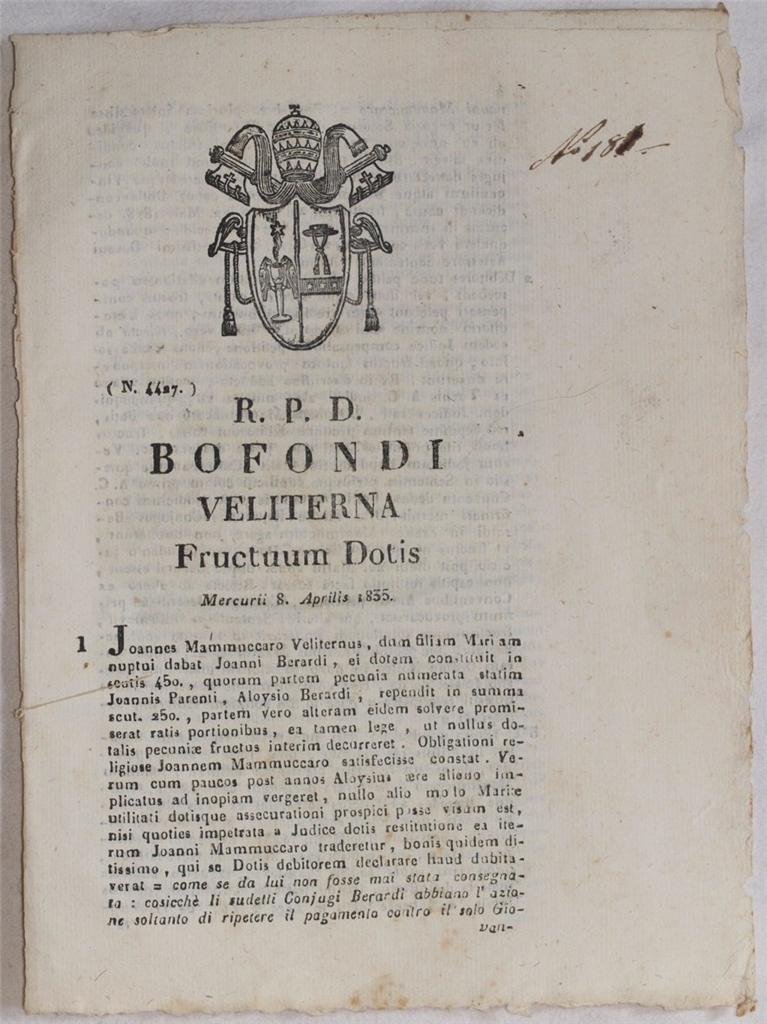 No 181
( N. 4427. )
R. P. D.
BOFONDI
VELITERNA
Fructuum Dotis
Mercurii 8. Aprilis 1835.
1 Joannes Mammuccaro Veliternus, dum filiam Mariam
nuptui dabat Joanni Berardi, ei dotem constituit in
scutis 450., quorum partem pecunia numerata statim
Joannis Parenti, Aloysio Berardi, rependit in summa
scut. 250., partem vero alteram eidem solvere promi-
serat ratis portionibus, ea tamen lege, ut nullus do-
talis pecuniæ fructus interim decurreret. Obligationi re-
ligiose Joannem Mammuccaro satisfecisse constat. Ve-
rum cum paucos post annos Aloysius ære alieno im-
plicatus ad inopiam vergeret, nullo alio modo Mariæ
utilitati dotisque assecurationi prospici posse visum est,
nisi quoties impetrata a Judice dotis restitutione ea ite-
rum Joanni Mammuccaro traderetur, bonis quidem di-
tissimo, qui se Dotis debitorem declarare haud dubita-
verat = come se da lui non fosse mai stata consegna-
ta: cosicchè li sudetti Conjugi Berardi abbiano l' azio-
ne soltanto di ripetere il pagamento contro il solo Gio-
van-